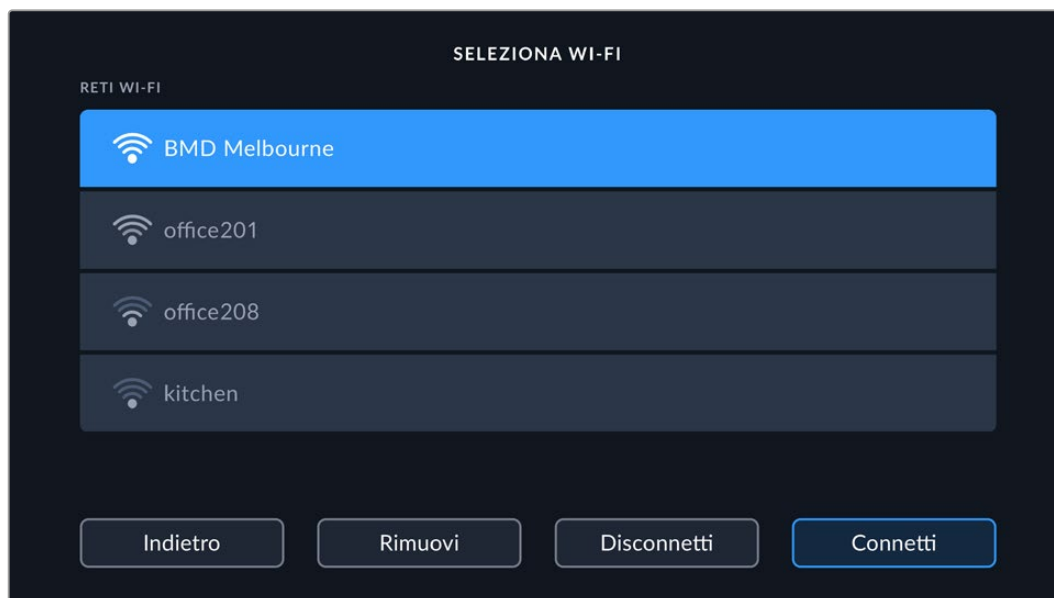 SELEZIONA WI-FI
RETI WI-FI
BMD Melbourne
office201
office208
kitchen
Indietro Rimuovi Disconnetti Connetti